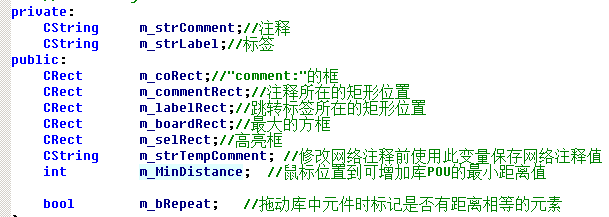 private:
CString m_strComment;//注释
CString m_strLabel;//标签
public:
CRect m_coRect;//"comment:"的框
CRect m_commentRect;//注释所在的矩形位置
CRect m_labelRect;//跳转标签所在的矩形位置
CRect m_boardRect;//最大的方框
CRect m_selRect;//高亮框
CString m_strTempComment; //修改网络注释前使用此变量保存网络注释值
int m_MinDistance; //鼠标位置到可增加库POU的最小距离值
bool m_bRepeat; //拖动库中元件时标记是否有距离相等的元素